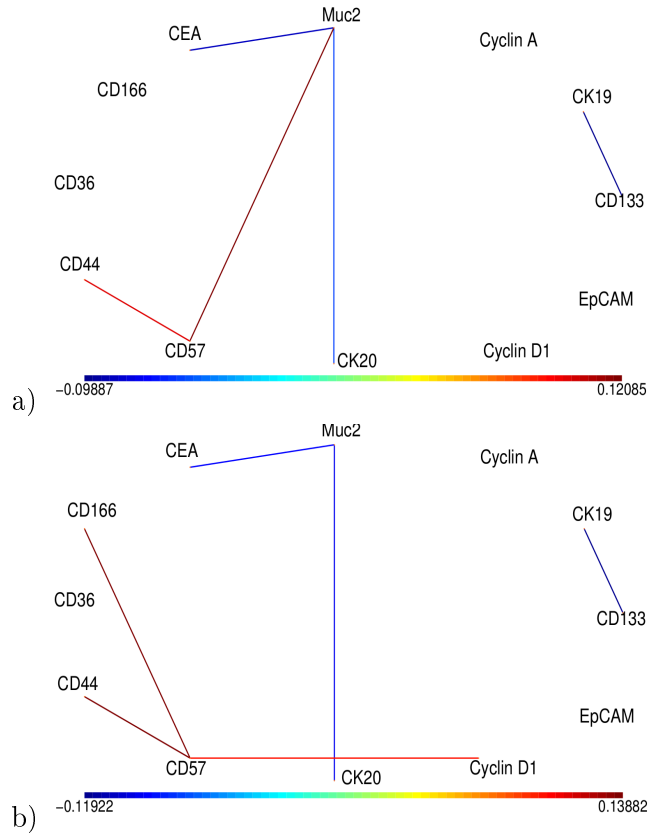 Muc2
CEA
Cyclin A
CD166
CK19
CD36
CD133
CD44
EpCAM
CD57
CK20
Cyclin D1
−0.09887
0.12085
a)
Muc2
CEA
Cyclin A
CD166
CK19
CD36
CD133
CD44
EpCAM
CD57
CK20
Cyclin D1
−0.11922
0.13882
b)